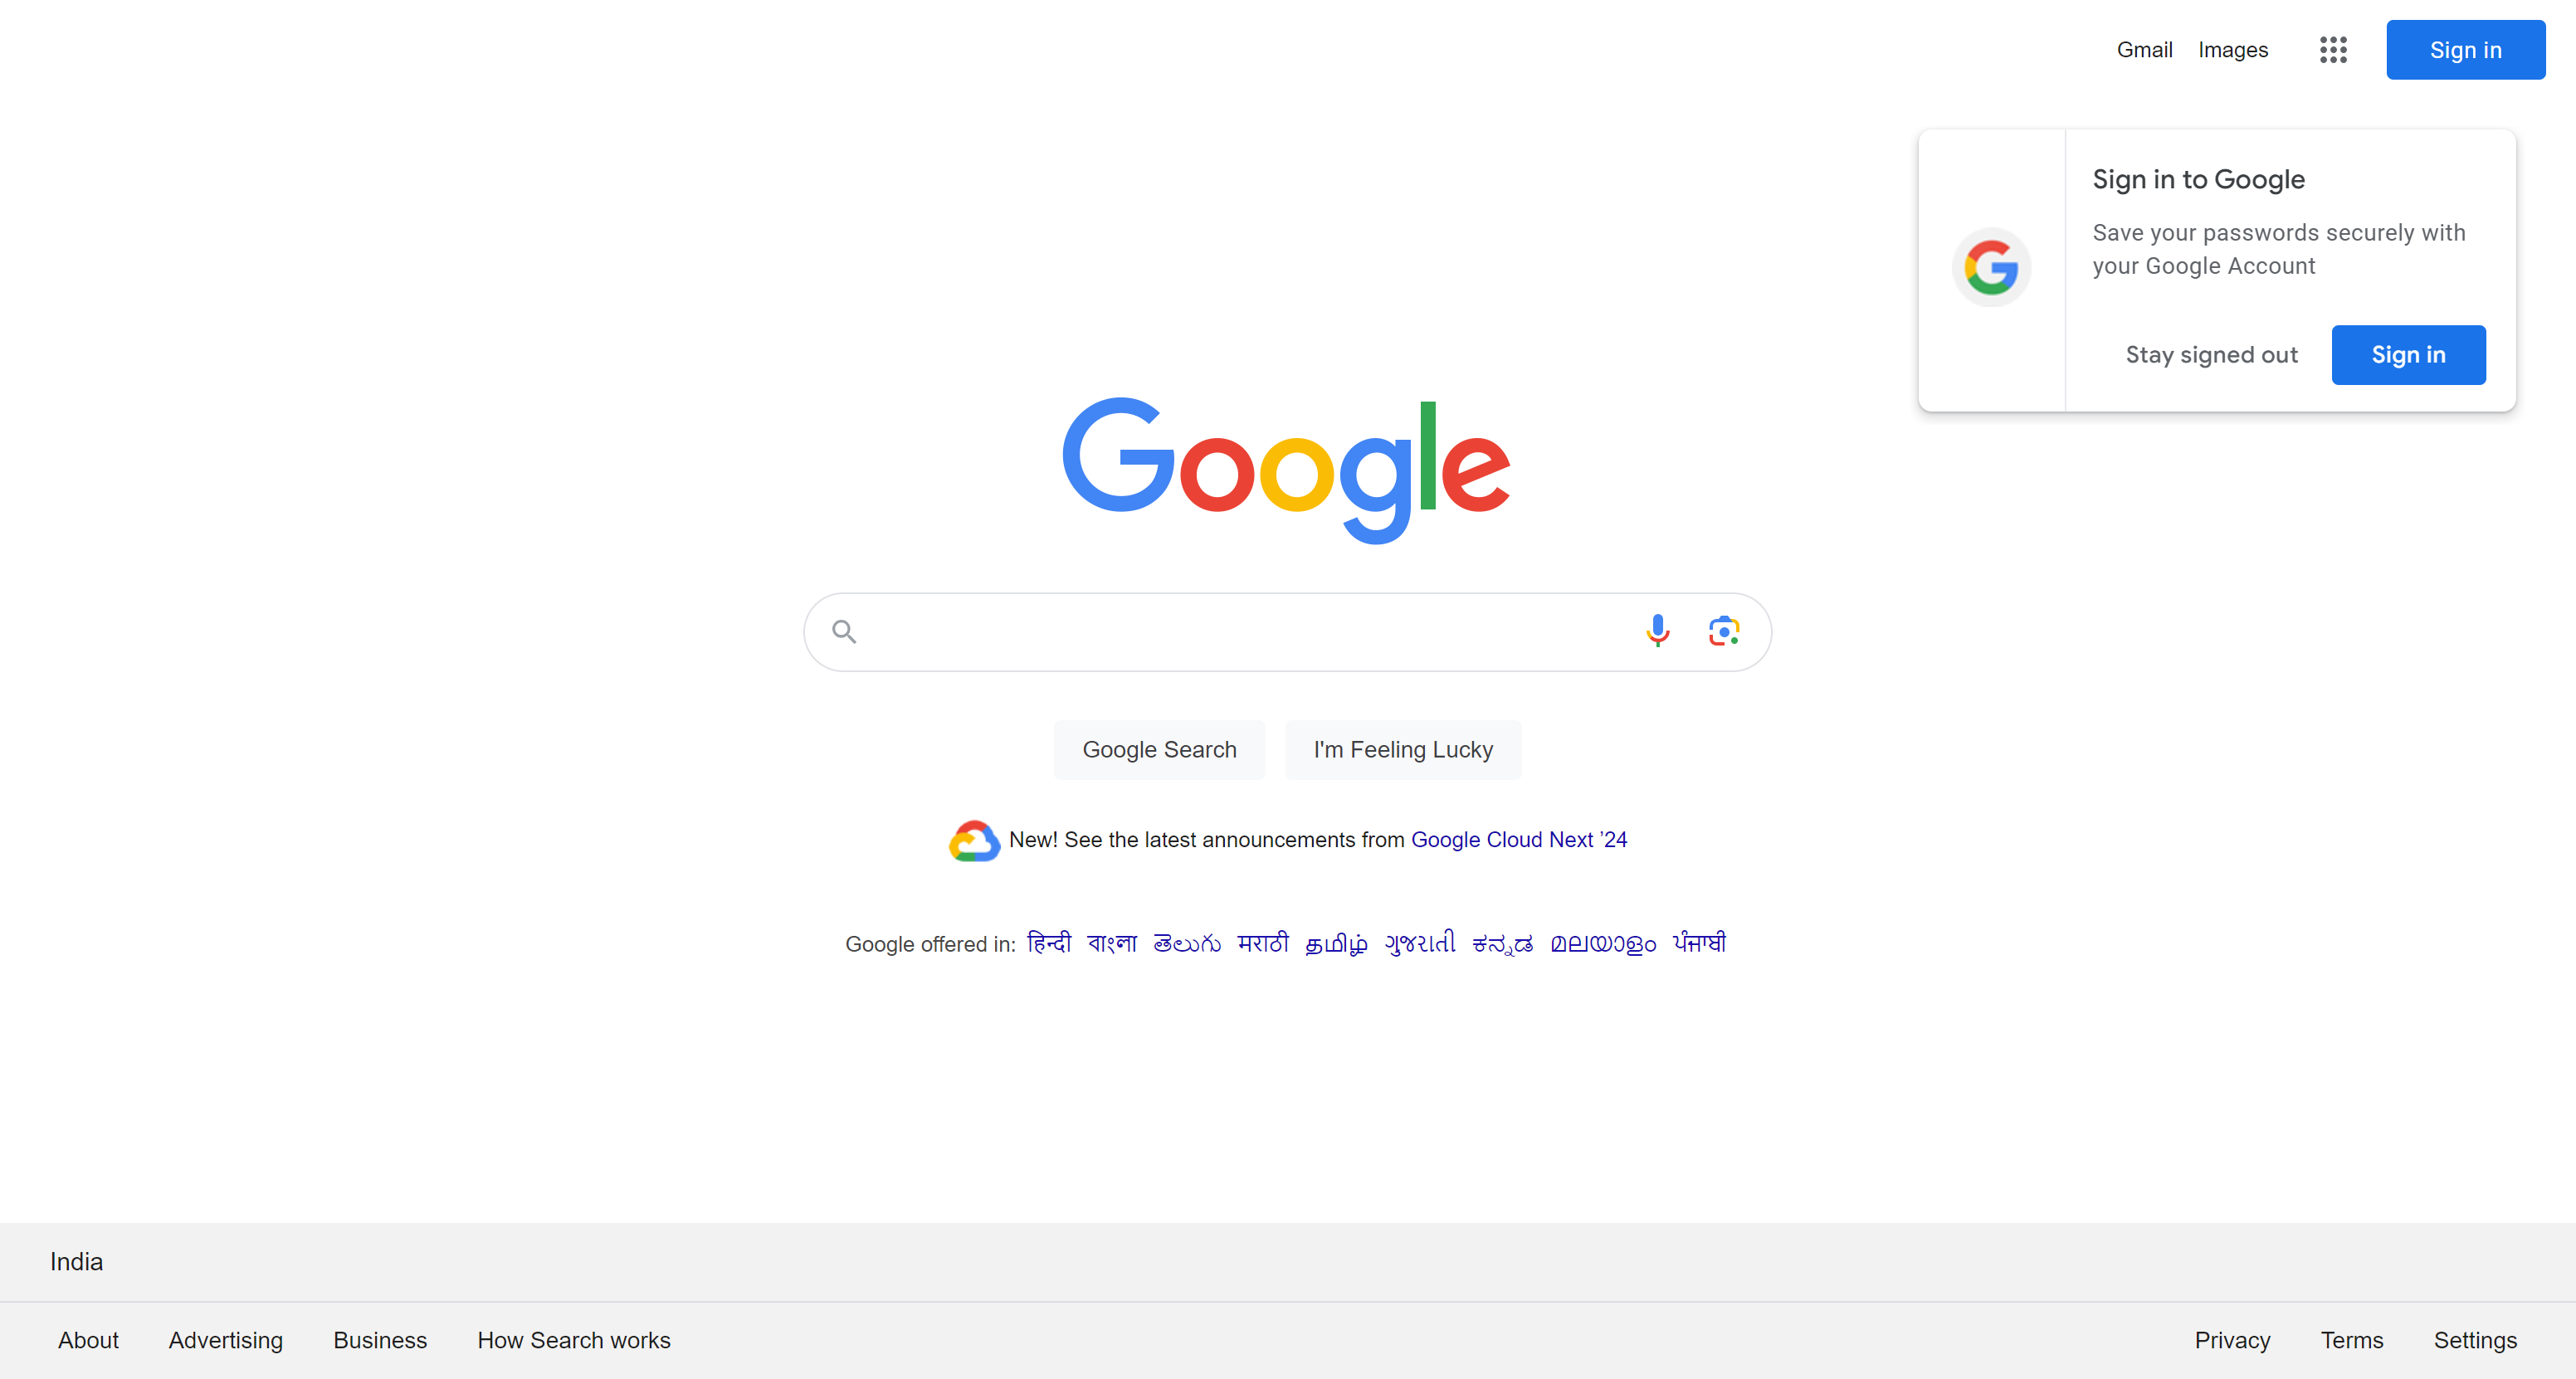 Gmail Images Sign in
Sign in to Google
Save your passwords securely with
your Google Account
Stay signed out Sign in
Google
Google Search I'm Feeling Lucky
New! See the latest announcements from Google Cloud Next ’24
Google offered in: हिन्दी বাংলা తెలుగు मराठी தமிழ் ગુજરાતી ಕನ್ನಡ മലയാളം ਪੰਜਾਬੀ
India
About Advertising Business How Search works Privacy Terms Settings